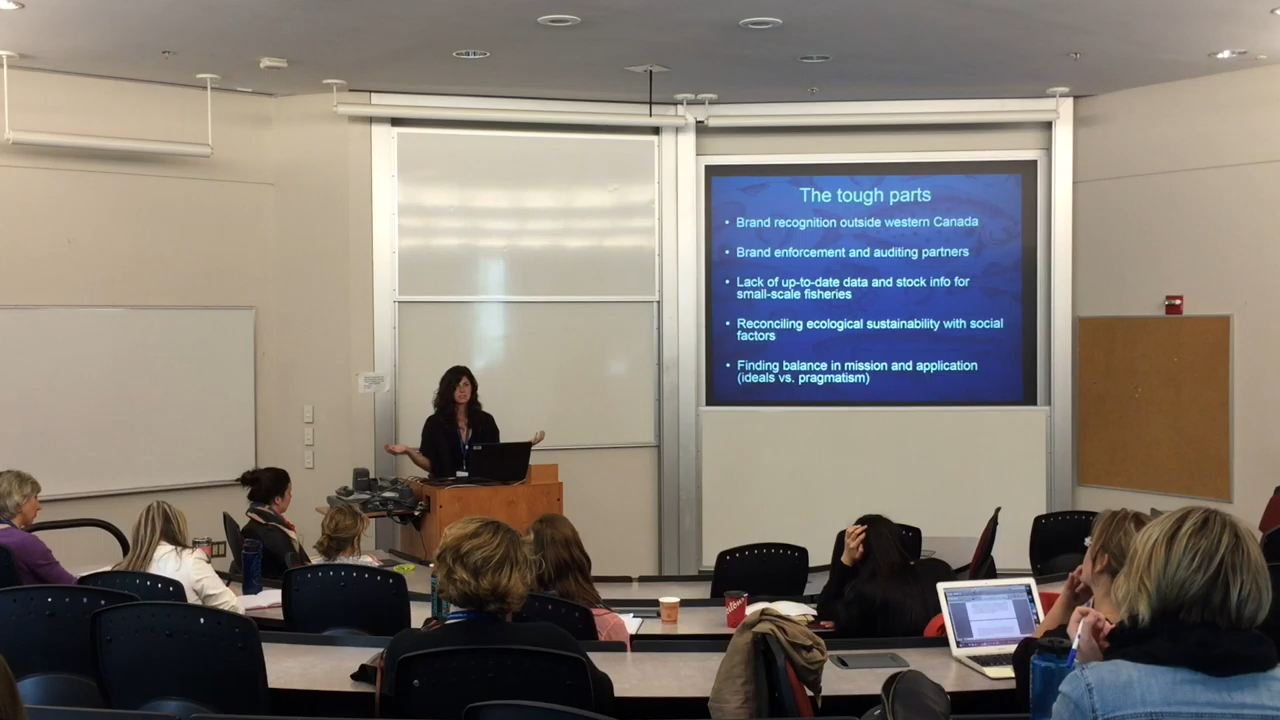 The tough parts
• Brand recognition outside western Canada
• Brand enforcement and auditing partners
• Lack of up-to-date data and stock info for
small-scale fisheries
• Reconciling ecological sustainability with social
factors
• Finding balance in mission and application
(ideals vs. pragmatism)